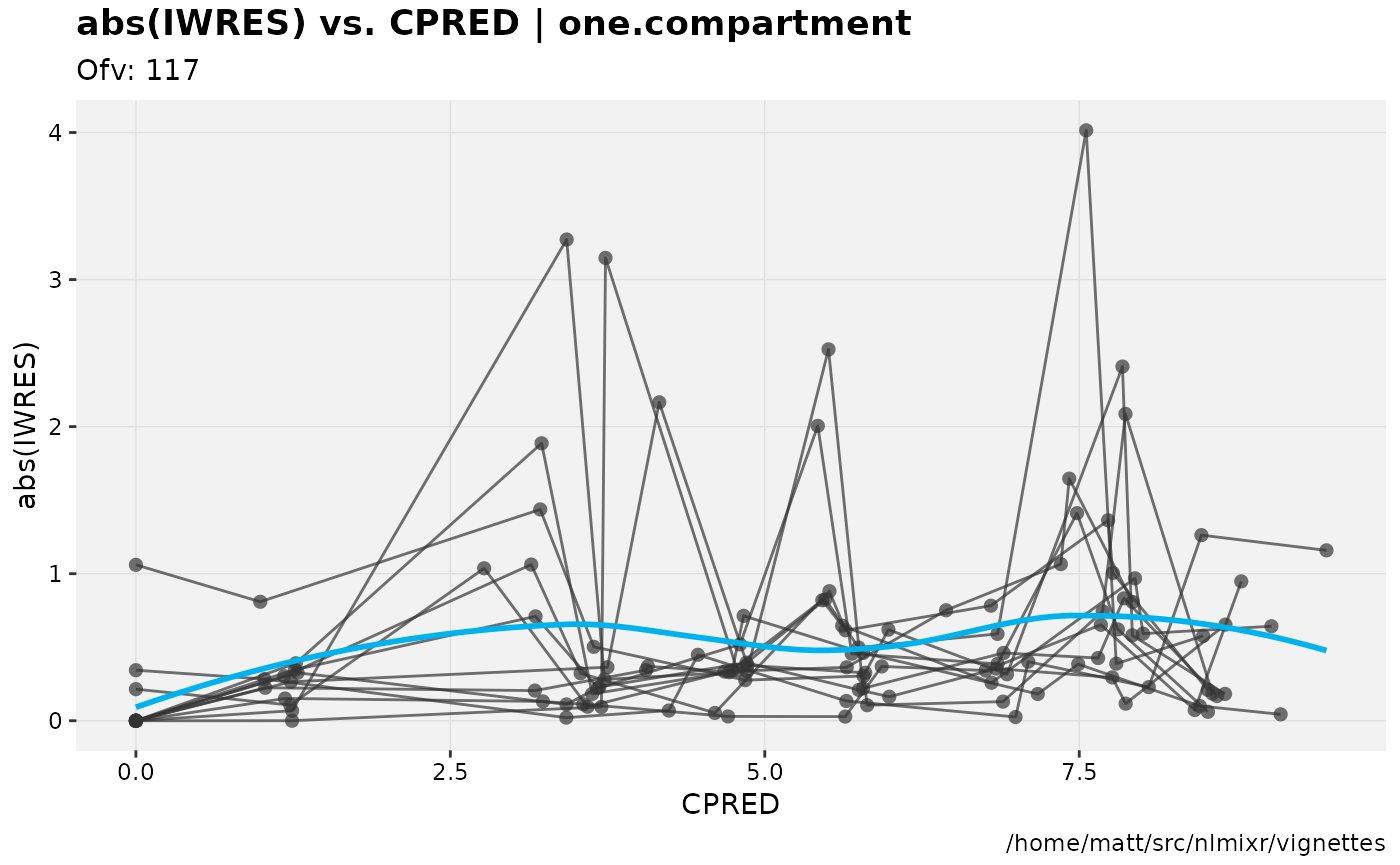 abs(IWRES) vs. CPRED | one.compartment
Ofv: 117
abs(IWRES)
4
3
2
1
0
0.0 2.5 5.0 7.5
CPRED
/home/matt/src/nlmixr/vignettes